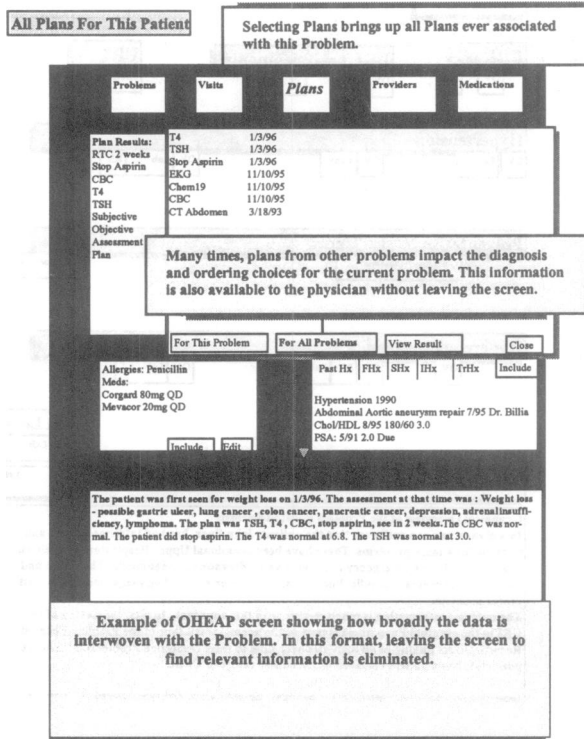 All Plans For This Patient
Selecting Plans brings up all Plans ever associated
with this Problem.
Problems
Visits
Plans
Providers
Medications
Plan Results:
RTC 2 weeks
Stop Aspirin
CBC
T4
TSH
Subjective
Objective
Assessment
Plan
T4 1/3/96
TSH 1/3/96
Stop Aspirin 1/3/96
EKG 11/10/95
Chem19 11/10/95
CBC 11/10/95
CT Abdomen 3/18/93
Many times, plans from other problems impact the diagnosis
and ordering choices for the current problem. This information
is also available to the physician without leaving the screen.
For This Problem
For All Problems
View Result
Close
Allergies: Penicillin
Meds:
Corgard 80mg QD
Mevacor 20mg QD
Include
Edit
Past Hx FHx SHx IHx TrHx Include
Hypertension 1990
Abdominal Aortic aneurysm repair 7/95 Dr. Billia
Chol/HDL 8/95 180/60 3.0
PSA: 5/91 2.0 Due
The patient was first seen for weight loss on 1/3/96. The assessment at that time was : Weight loss
- possible gastric ulcer, lung cancer , colon cancer, pancreatic cancer, depression, adrenalinsuffi-
ciency, lymphoma. The plan was TSH, T4 , CBC, stop aspirin, see in 2 weeks.The CBC was nor-
mal. The patient did stop aspirin. The T4 was normal at 6.8. The TSH was normal at 3.0.
Example of OHEAP screen showing how broadly the data is
interwoven with the Problem. In this format, leaving the screen to
find relevant information is eliminated.